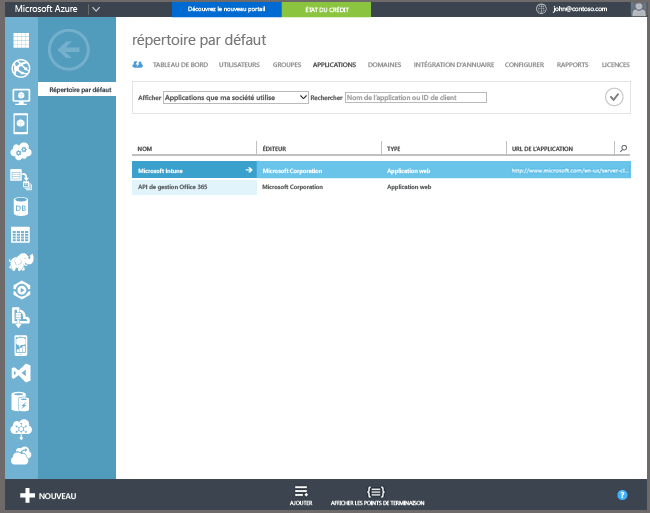 Microsoft Azure
Découvrez le nouveau portail
ÉTAT DU CRÉDIT
john@contoso.com
Répertoire par défaut
répertoire par défaut
TABLEAU DE BORD UTILISATEURS GROUPES APPLICATIONS DOMAINES INTÉGRATION D'ANNUAIRE CONFIGURER RAPPORTS LICENCES
Afficher Applications que ma société utilise Rechercher Nom de l'application ou ID de client
NOM ÉDITEUR TYPE URL DE L'APPLICATION
Microsoft Intune Microsoft Corporation Application web http://www.microsoft.com/en-us/server-cl...
API de gestion Office 365 Microsoft Corporation Application web
DB
NOUVEAU
AJOUTER
AFFICHER LES POINTS DE TERMINAISON
?